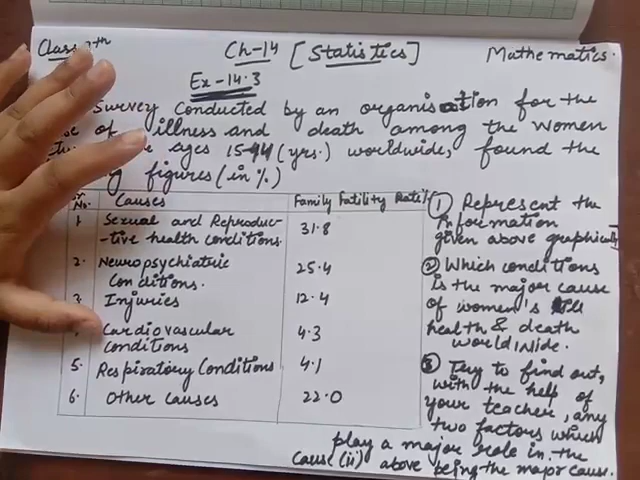 Class 9th
Ch-14 [Statistics]
Mathematics.
Ex-14.3
Survey conducted by an organisation for the
of illness and death among the women
ages 15-44 (yrs.) worldwide, found the
figures (in %)
No. Causes Family Fatility Rate %
1. Sexual and Reproduc-
-tive health conditions. 31.8
2. Neuropsychiatric
Conditions. 25.4
3. Injuries 12.4
Cardiovascular
conditions 4.3
5. Respiratory Conditions 4.1
6. Other causes 22.0
① Represent the
information
given above graphically
② Which conditions
is the major cause
of women's
health & death
worldwide.
③ Try to find out,
with the help of
your teacher, any
two factors which
play a major role in the
cause (ii) above being the major cause.